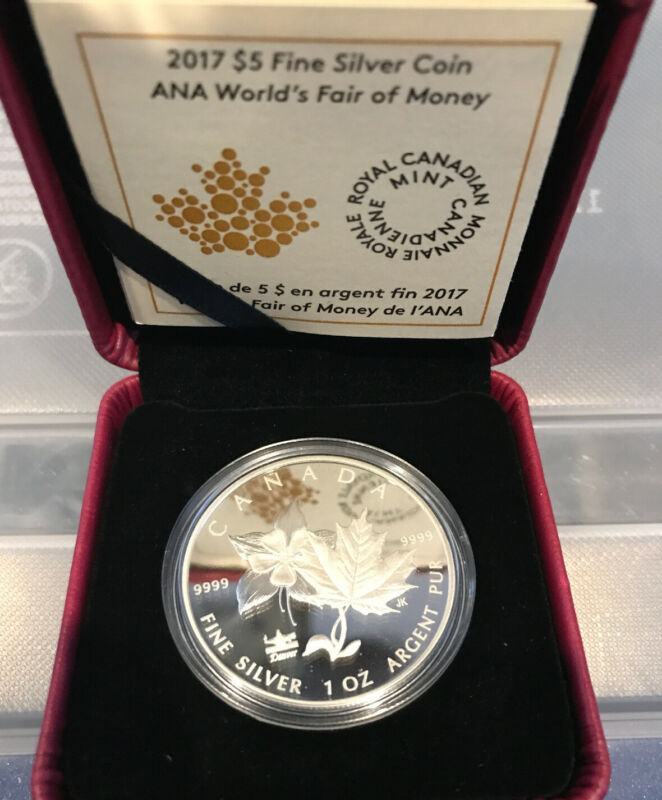 2017 $5 Fine Silver Coin
ANA World's Fair of Money
ROYAL CANADIAN MINT
MONNAIE ROYALE CANADIENNE
de 5 $ en argent fin 2017
Fair of Money de l'ANA
CANADA
9999
9999
JK
Denver
FINE SILVER 1 OZ ARGENT PUR